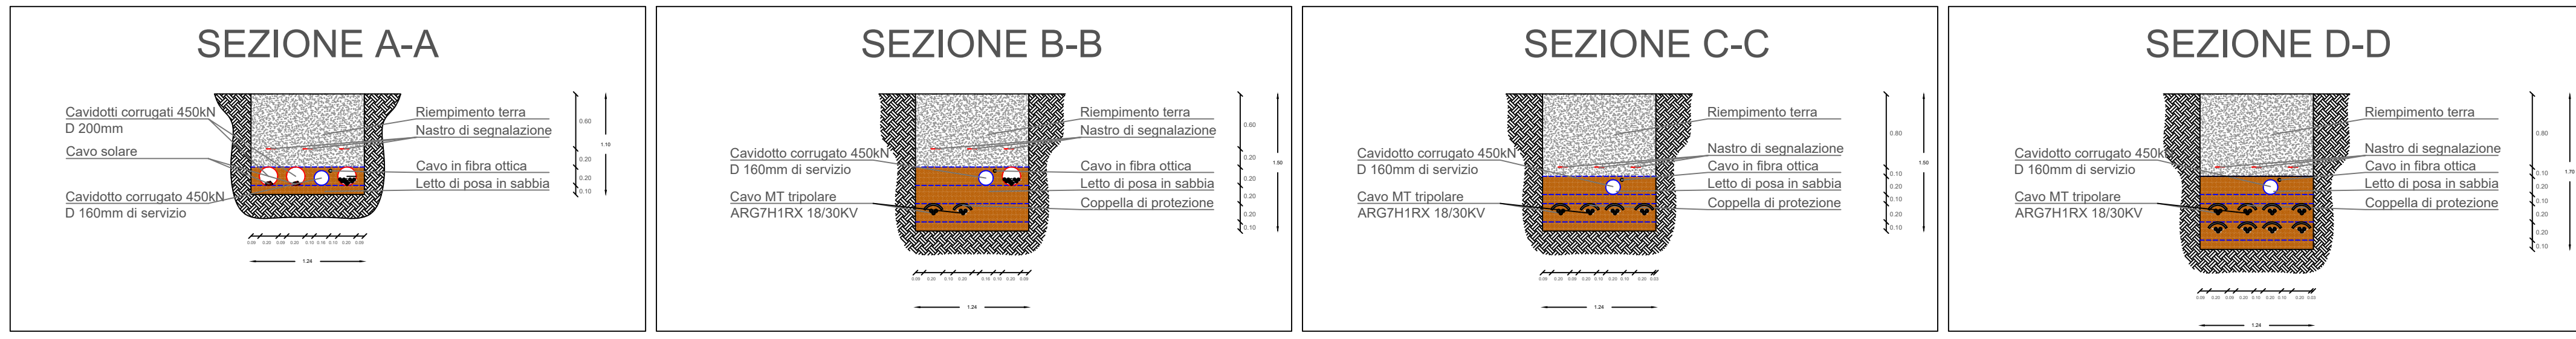 SEZIONE A-A
Cavidotti corrugati 450kN
D 200mm
Cavo solare
Cavidotto corrugato 450kN
D 160mm di servizio
Riempimento terra
Nastro di segnalazione
Cavo in fibra ottica
Letto di posa in sabbia
0.60
0.20
0.20
0.10
1.10
1.24
SEZIONE B-B
Cavidotto corrugato 450kN
D 160mm di servizio
Cavo MT tripolare
ARG7H1RX 18/30KV
Riempimento terra
Nastro di segnalazione
Cavo in fibra ottica
Letto di posa in sabbia
Coppella di protezione
0.60
0.20
0.20
0.20
0.20
0.10
1.50
1.24
SEZIONE C-C
Cavidotto corrugato 450kN
D 160mm di servizio
Cavo MT tripolare
ARG7H1RX 18/30KV
Riempimento terra
Nastro di segnalazione
Cavo in fibra ottica
Letto di posa in sabbia
Coppella di protezione
0.80
0.10
0.20
0.10
0.20
0.10
1.50
1.24
SEZIONE D-D
Cavidotto corrugato 450kN
D 160mm di servizio
Cavo MT tripolare
ARG7H1RX 18/30KV
Riempimento terra
Nastro di segnalazione
Cavo in fibra ottica
Letto di posa in sabbia
Coppella di protezione
0.80
0.10
0.20
0.10
0.20
0.20
0.10
1.70
1.24